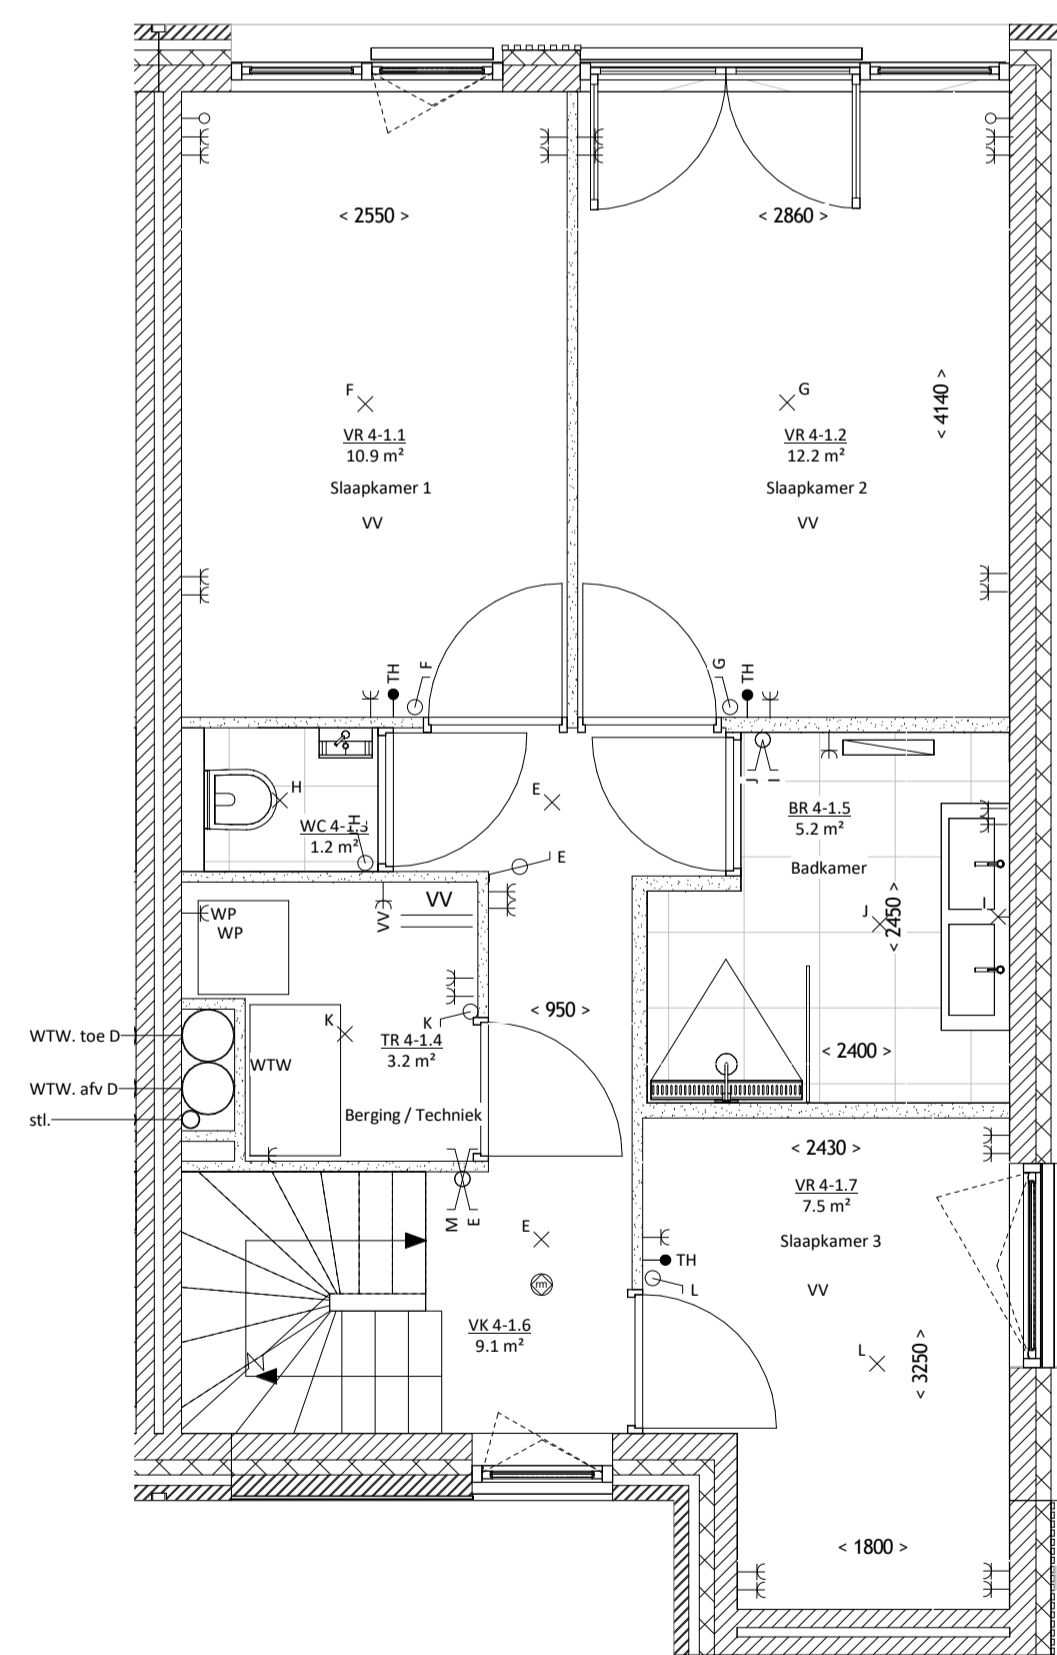 < 2550 >
< 2860 >
< 4140 >
F
VR 4-1.1
10.9 m²
Slaapkamer 1
VV
G
VR 4-1.2
12.2 m²
Slaapkamer 2
VV
TH
F
G
TH
H
WC 4-1.3
1.2 m²
H
E
E
J
I
BR 4-1.5
5.2 m²
Badkamer
J
< 2450 >
I
WP
WP
VV
VV
< 950 >
K
K
TR 4-1.4
3.2 m²
WTW
Berging / Techniek
WTW. toe D
WTW. afv D
stl.
< 2400 >
< 2430 >
VR 4-1.7
7.5 m²
Slaapkamer 3
VV
TH
L
L
< 3250 >
M
E
E
rm
VK 4-1.6
9.1 m²
< 1800 >